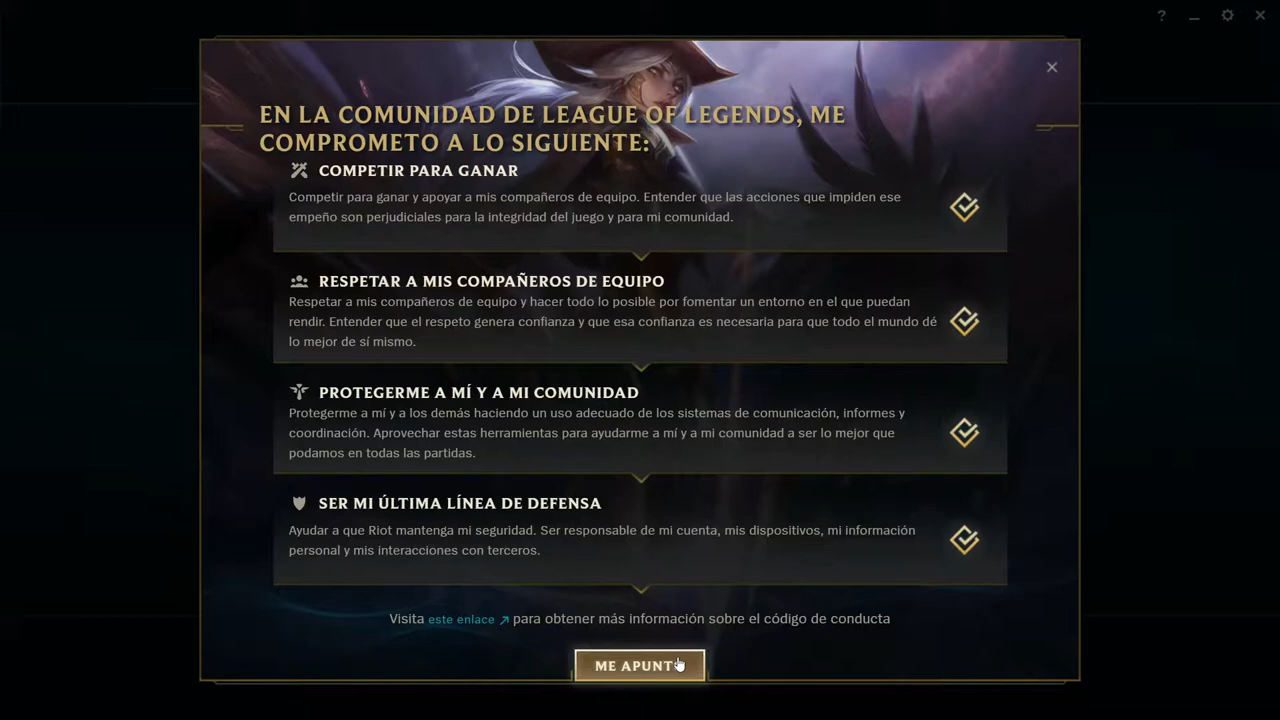 ?
EN LA COMUNIDAD DE LEAGUE OF LEGENDS, ME
COMPROMETO A LO SIGUIENTE:
COMPETIR PARA GANAR
Competir para ganar y apoyar a mis compañeros de equipo. Entender que las acciones que impiden ese
empeño son perjudiciales para la integridad del juego y para mi comunidad.
RESPETAR A MIS COMPAÑEROS DE EQUIPO
Respetar a mis compañeros de equipo y hacer todo lo posible por fomentar un entorno en el que puedan
rendir. Entender que el respeto genera confianza y que esa confianza es necesaria para que todo el mundo dé
lo mejor de sí mismo.
PROTEGERME A MÍ Y A MI COMUNIDAD
Protegerme a mí y a los demás haciendo un uso adecuado de los sistemas de comunicación, informes y
coordinación. Aprovechar estas herramientas para ayudarme a mí y a mi comunidad a ser lo mejor que
podamos en todas las partidas.
SER MI ÚLTIMA LÍNEA DE DEFENSA
Ayudar a que Riot mantenga mi seguridad. Ser responsable de mi cuenta, mis dispositivos, mi información
personal y mis interacciones con terceros.
Visita este enlace para obtener más información sobre el código de conducta
ME APUNTO